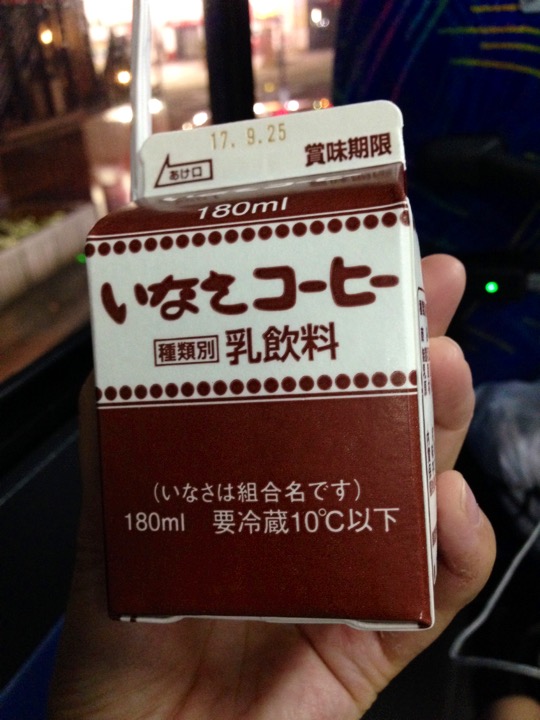 17. 9.25
賞味期限
あけ口
180ml
いなさコーヒー
種類別 乳飲料
(いなさは組合名です)
180ml 要冷蔵10℃以下